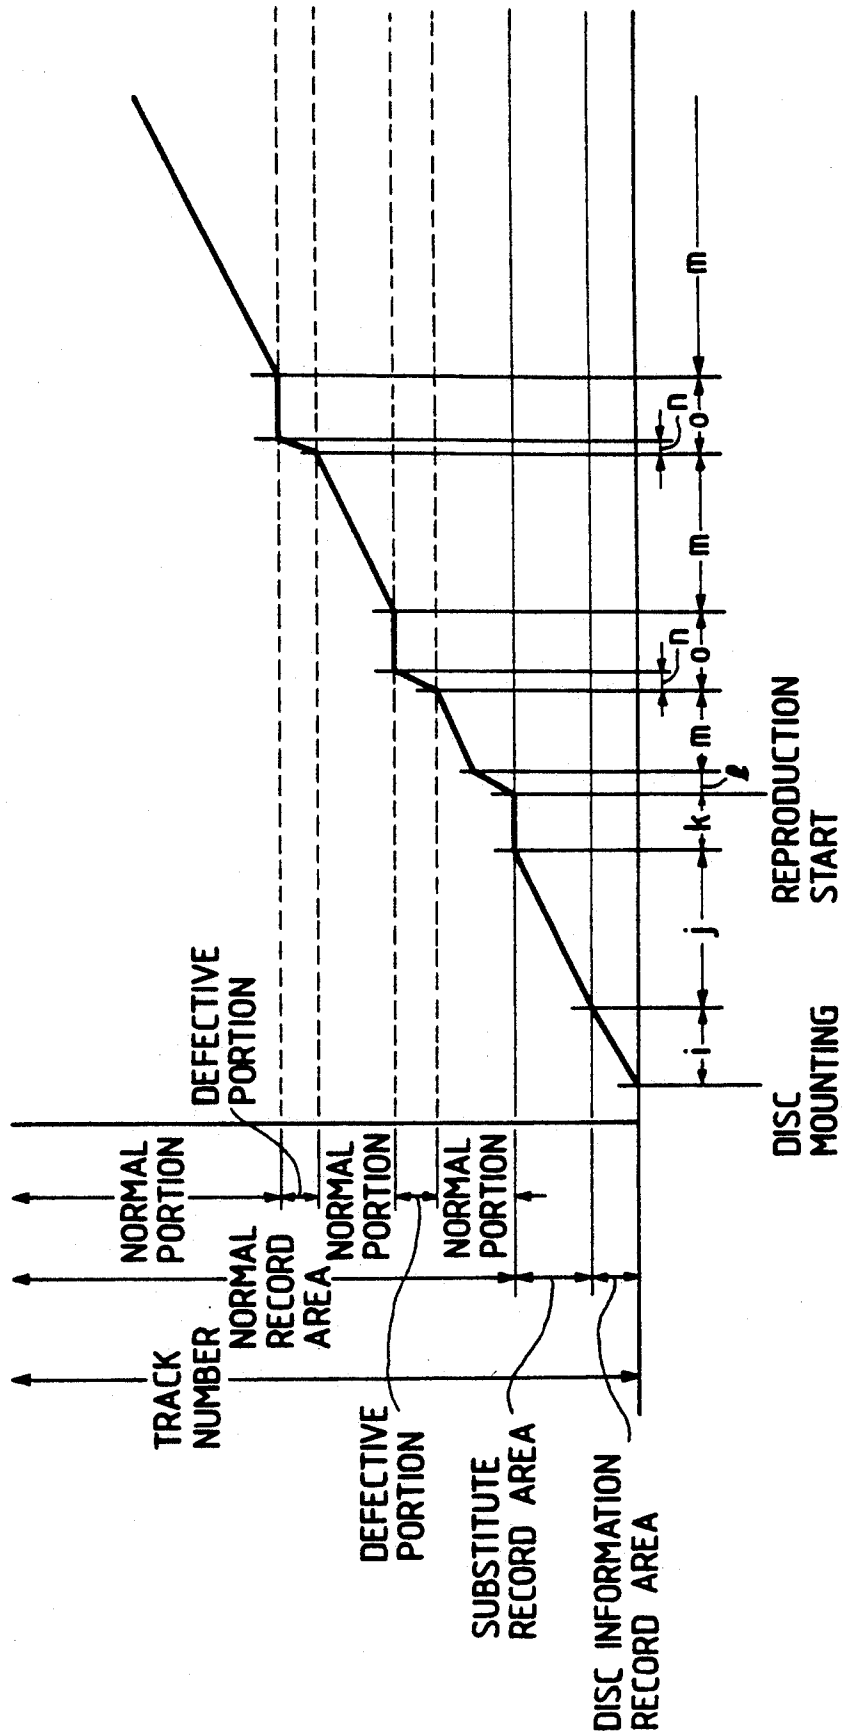 TRACK
NUMBER
NORMAL
RECORD
AREA
NORMAL
PORTION
DEFECTIVE
PORTION
NORMAL
PORTION
DEFECTIVE
PORTION
NORMAL
PORTION
SUBSTITUTE
RECORD AREA
DISC INFORMATION
RECORD AREA
i
j
k
ℓ
m
n
o
m
n
o
m
DISC
MOUNTING
REPRODUCTION
START